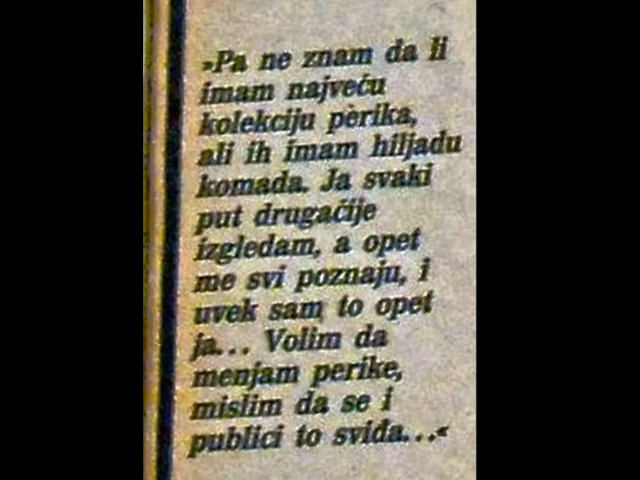 »Pa ne znam da li
imam najveću
kolekciju perika,
ali ih imam hiljadu
komada. Ja svaki
put drugačije
izgledam, a opet
me svi poznaju, i
uvek sam to opet
ja... Volim da
menjam perike,
mislim da se i
publici to sviđa...«